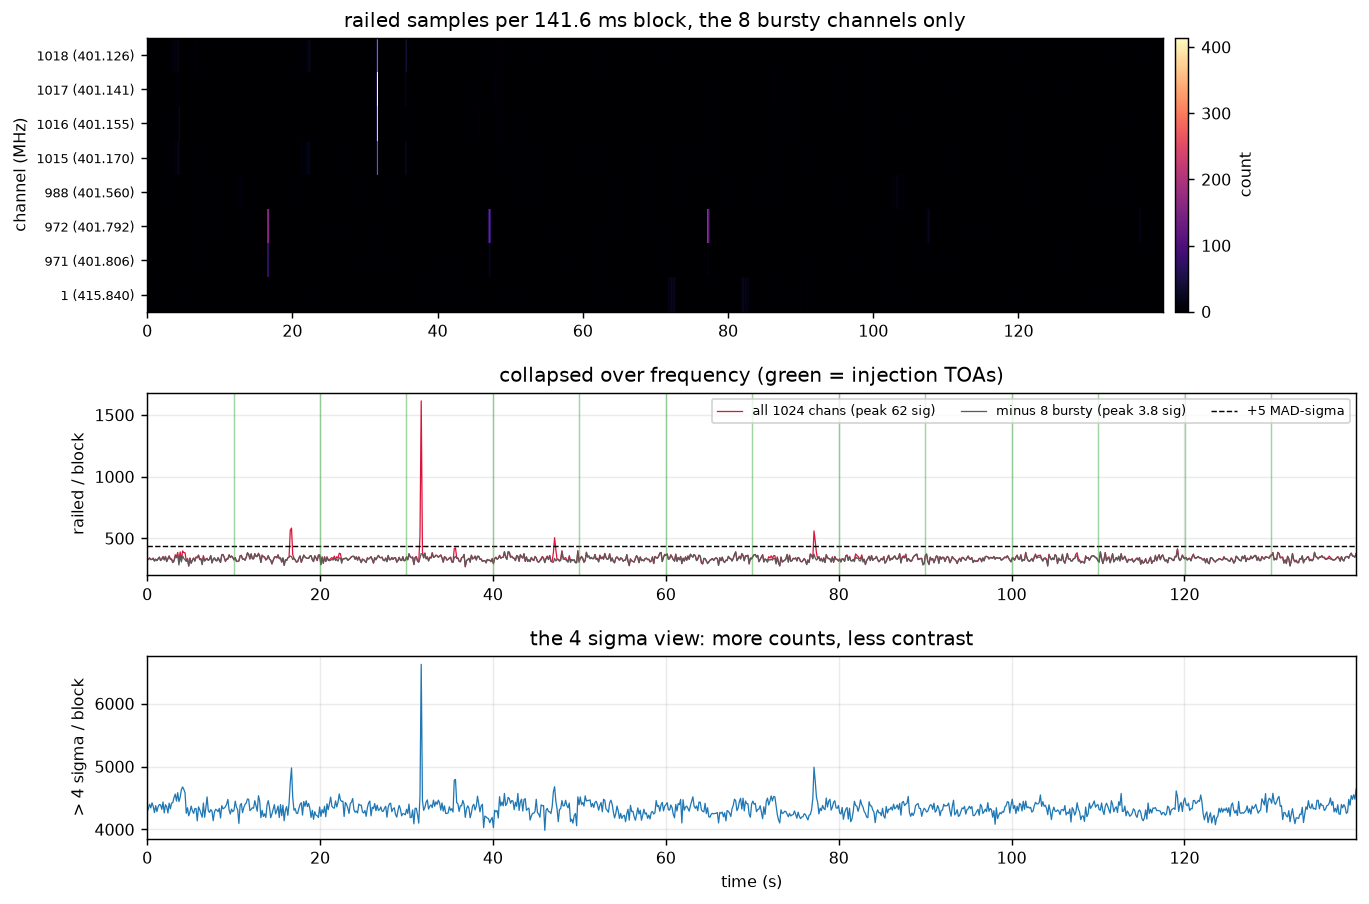 railed samples per 141.6 ms block, the 8 bursty channels only
channel (MHz)
1018 (401.126)
1017 (401.141)
1016 (401.155)
1015 (401.170)
988 (401.560)
972 (401.792)
971 (401.806)
1 (415.840)
0 20 40 60 80 100 120
400
300
200
100
0
count
collapsed over frequency (green = injection TOAs)
railed / block
1500
1000
500
all 1024 chans (peak 62 sig) minus 8 bursty (peak 3.8 sig) +5 MAD-sigma
0 20 40 60 80 100 120
the 4 sigma view: more counts, less contrast
> 4 sigma / block
6000
5000
4000
0 20 40 60 80 100 120
time (s)